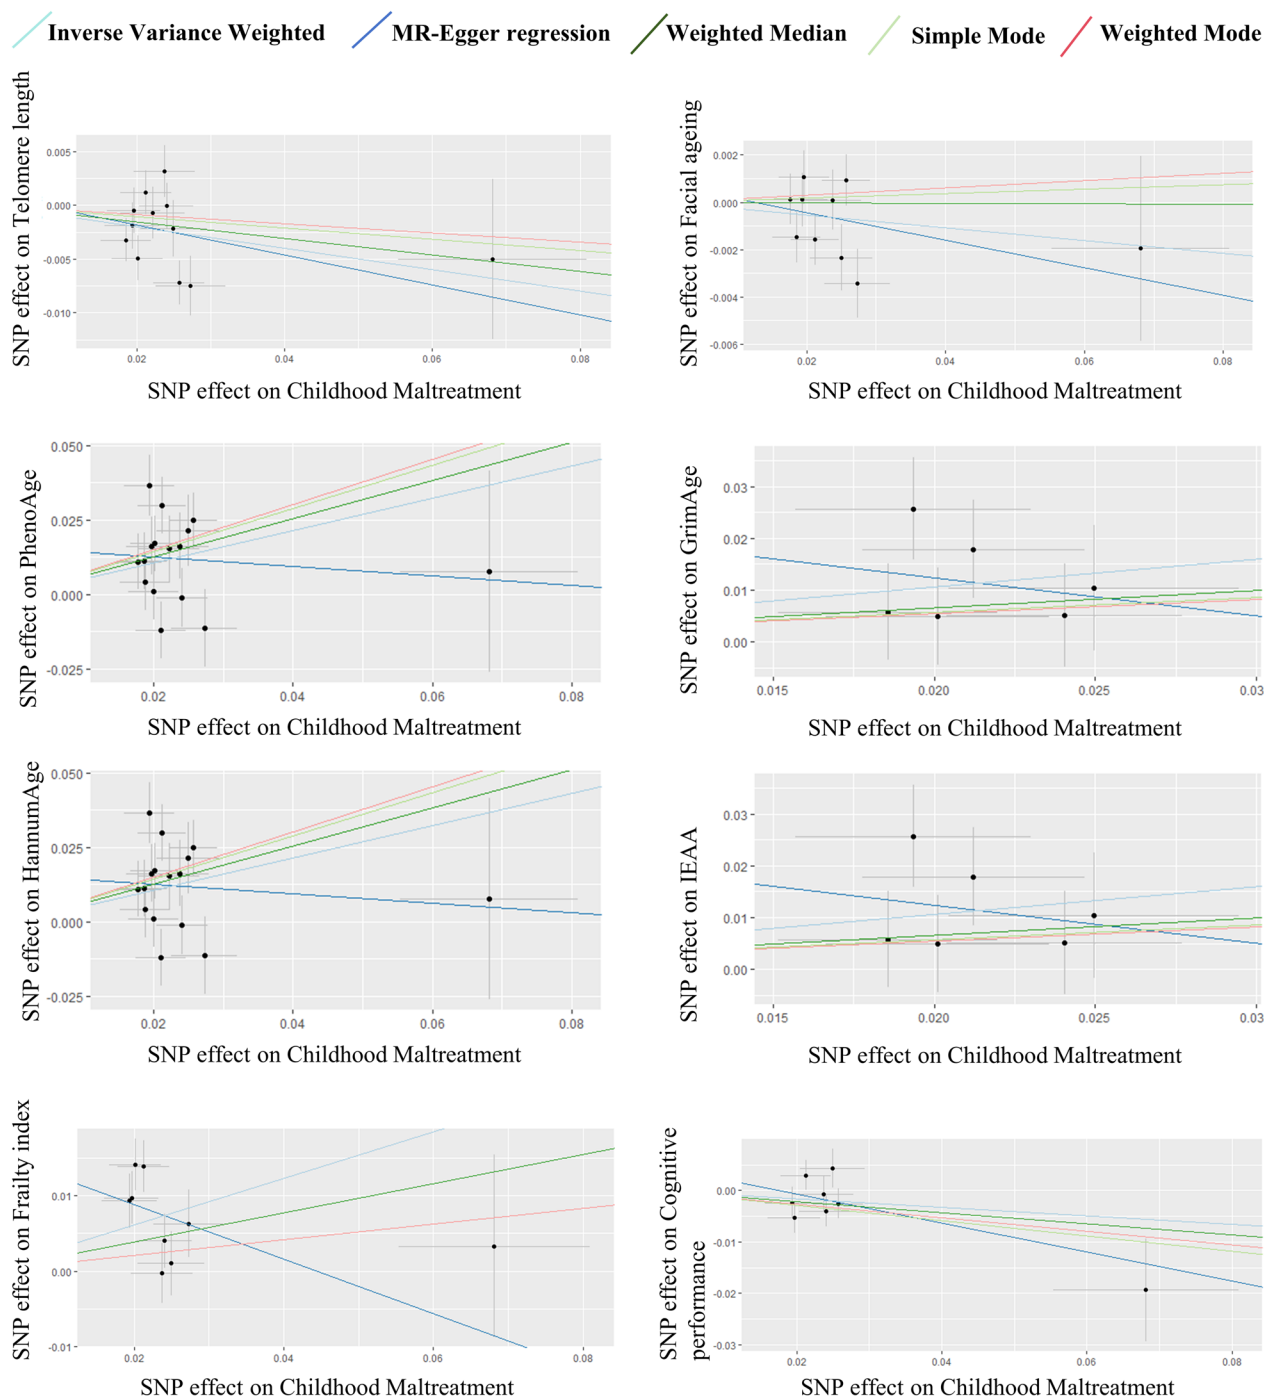 Inverse Variance Weighted MR-Egger regression Weighted Median Simple Mode Weighted Mode
SNP effect on Telomere length
0.005
0.000
-0.005
-0.010
0.02 0.04 0.06 0.08
SNP effect on Childhood Maltreatment
SNP effect on Facial ageing
0.002
0.000
-0.002
-0.004
-0.006
0.02 0.04 0.06 0.08
SNP effect on Childhood Maltreatment
SNP effect on PhenoAge
0.050
0.025
0.000
-0.025
0.02 0.04 0.06 0.08
SNP effect on Childhood Maltreatment
SNP effect on GrimAge
0.03
0.02
0.01
0.00
0.015 0.020 0.025 0.03
SNP effect on Childhood Maltreatment
SNP effect on HannumAge
0.050
0.025
0.000
-0.025
0.02 0.04 0.06 0.08
SNP effect on Childhood Maltreatment
SNP effect on IEAA
0.03
0.02
0.01
0.00
0.015 0.020 0.025 0.03
SNP effect on Childhood Maltreatment
SNP effect on Frailty index
0.01
0.00
-0.01
0.02 0.04 0.06 0.08
SNP effect on Childhood Maltreatment
SNP effect on Cognitive
performance
0.00
-0.01
-0.02
-0.03
0.02 0.04 0.06 0.08
SNP effect on Childhood Maltreatment